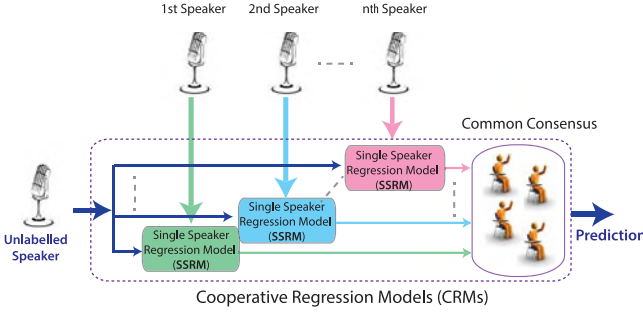 1st Speaker
2nd Speaker
nth Speaker
Common Consensus
Single Speaker
Regression Model
(SSRM)
Single Speaker
Regression Model
(SSRM)
Single Speaker
Regression Model
(SSRM)
Unlabelled
Speaker
Prediction
Cooperative Regression Models (CRMs)